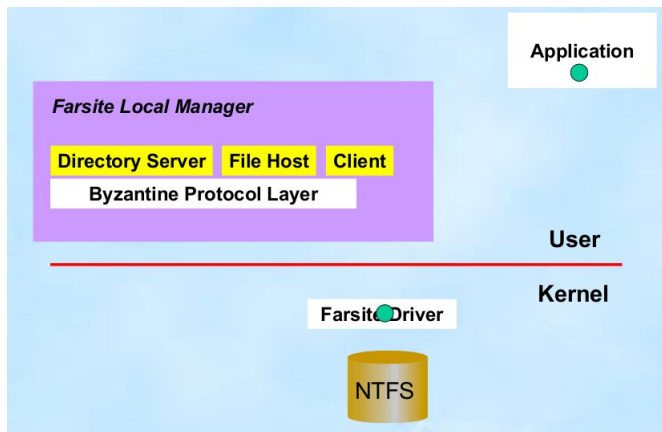 Application
Farsite Local Manager
Directory Server
File Host
Client
Byzantine Protocol Layer
User
Kernel
Farsite Driver
NTFS